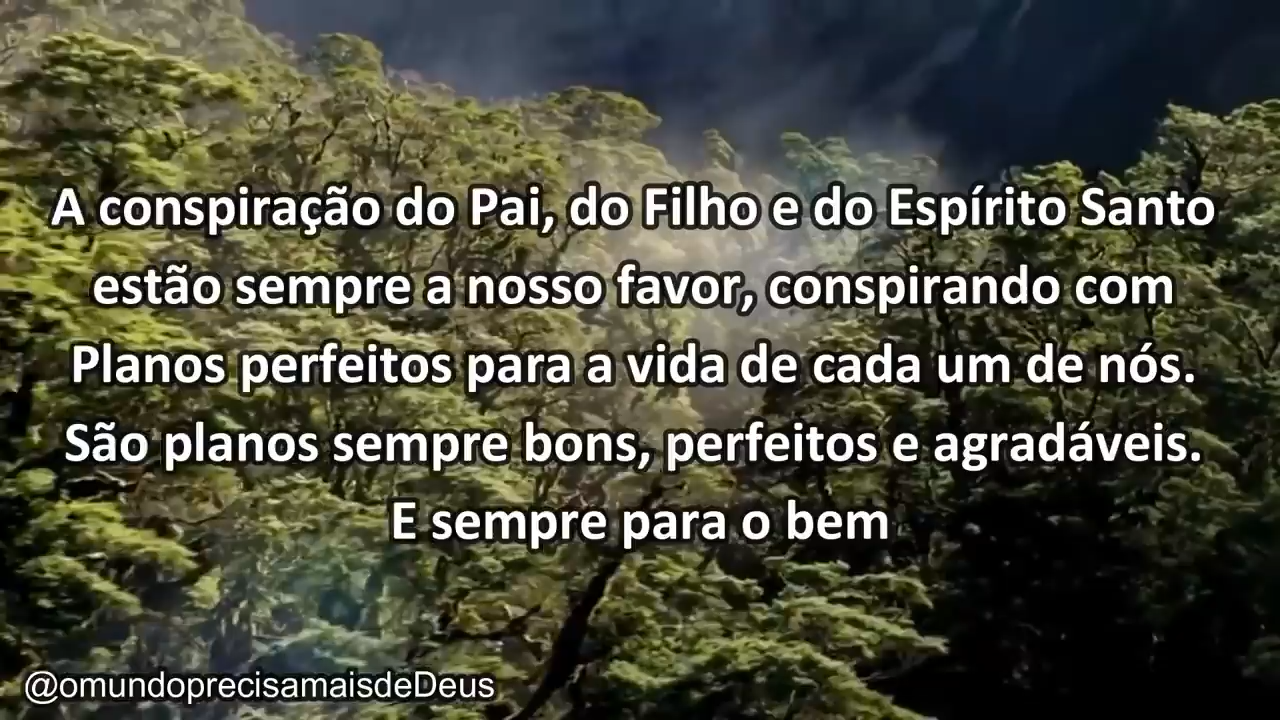 A conspiração do Pai, do Filho e do Espírito Santo
estão sempre a nosso favor, conspirando com
Planos perfeitos para a vida de cada um de nós.
São planos sempre bons, perfeitos e agradáveis.
E sempre para o bem
@omundoprecisamaisdeDeus